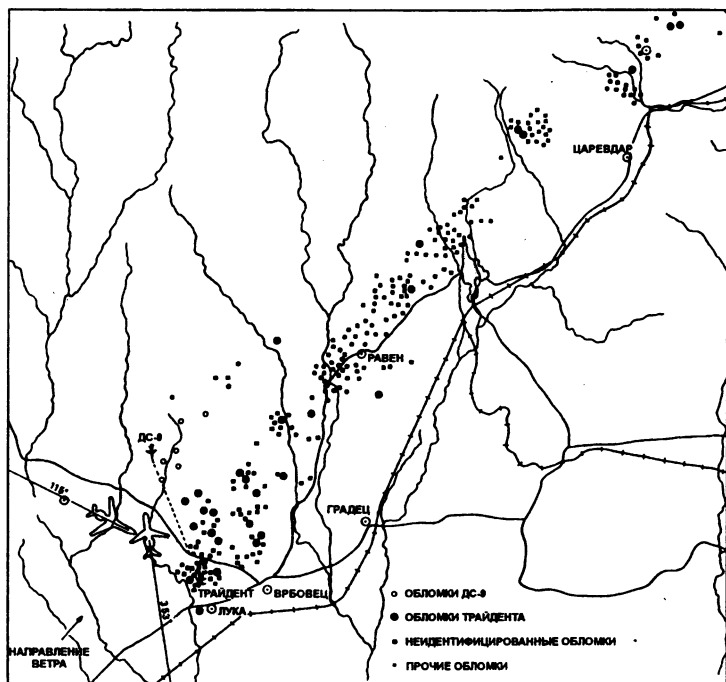 ЦАРЕВДАР
РАВЕН
ДС-9
115°
ГРАДЕЦ
ТРАЙДЕНТ
ВРБОВЕЦ
ЛУКА
353°
НАПРАВЛЕНИЕ
ВЕТРА
ОБЛОМКИ ДС-9
ОБЛОМКИ ТРАЙДЕНТА
НЕИДЕНТИФИЦИРОВАННЫЕ ОБЛОМКИ
ПРОЧИЕ ОБЛОМКИ